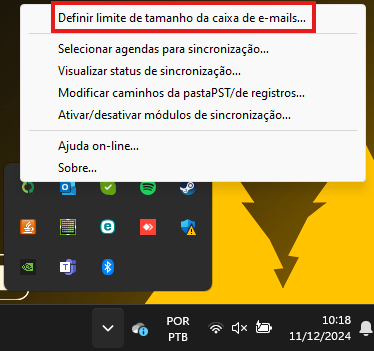 Definir limite de tamanho da caixa de e-mails...
Selecionar agendas para sincronização...
Visualizar status de sincronização...
Modificar caminhos da pastaPST/de registros...
Ativar/desativar módulos de sincronização...
Ajuda on-line...
Sobre...
POR
PTB
10:18
11/12/2024